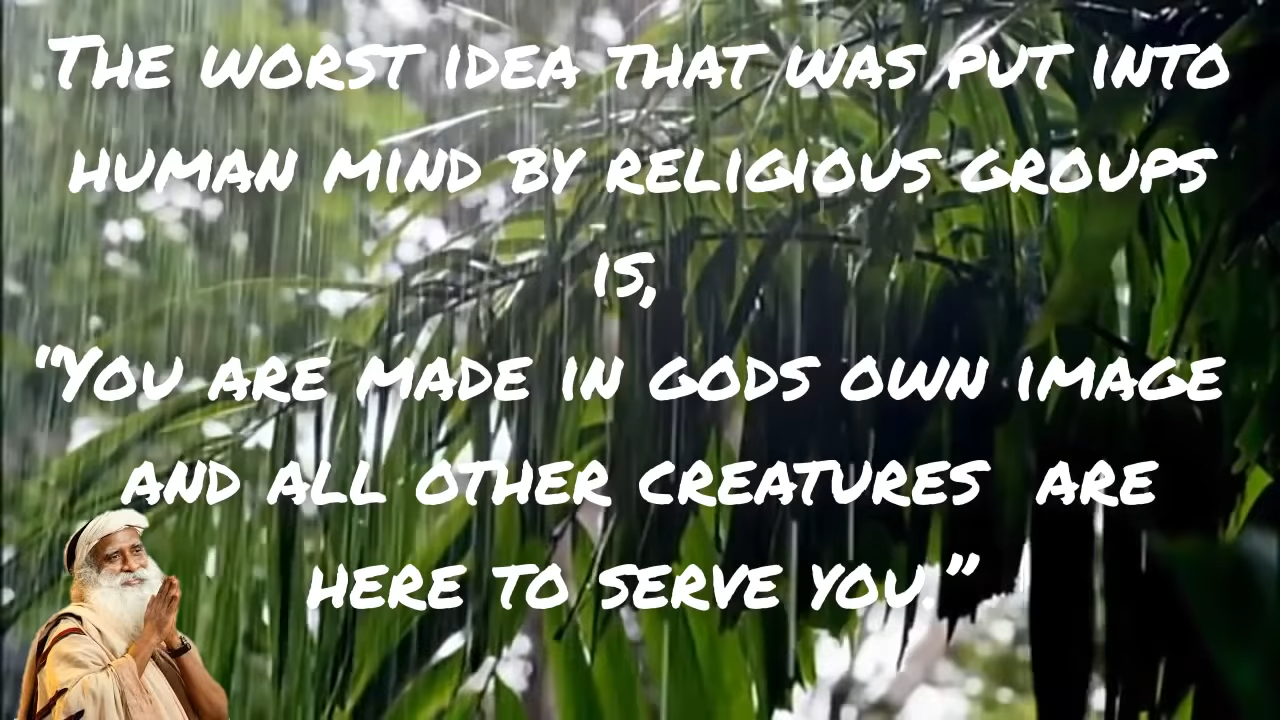 The worst idea that was put into
human mind by religious groups
is,
“You are made in gods own image
and all other creatures  are
here to serve you.”